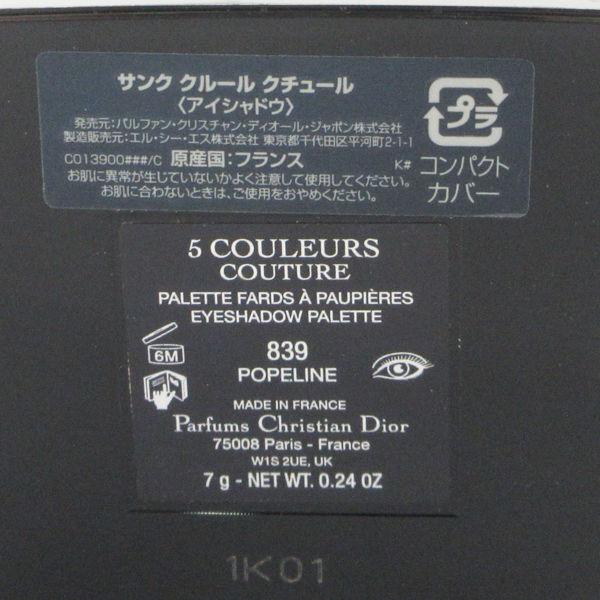 サンク クルール クチュール
〈アイシャドウ〉
発売元:パルファン・クリスチャン・ディオール・ジャポン株式会社
製造販売元:エル・シー・エス株式会社 東京都千代田区平河町2-1-1
C013900###/C 原産国:フランス K#
お肌に異常が生じていないかよく注意して使用してください。
お肌に合わないときは、ご使用をおやめください。
プラ
コンパクト
カバー
5 COULEURS
COUTURE
PALETTE FARDS À PAUPIÈRES
EYESHADOW PALETTE
6M
839
POPELINE
MADE IN FRANCE
Parfums Christian Dior
75008 Paris - France
W1S 2UE, UK
7 g - NET WT. 0.24 OZ
1K01